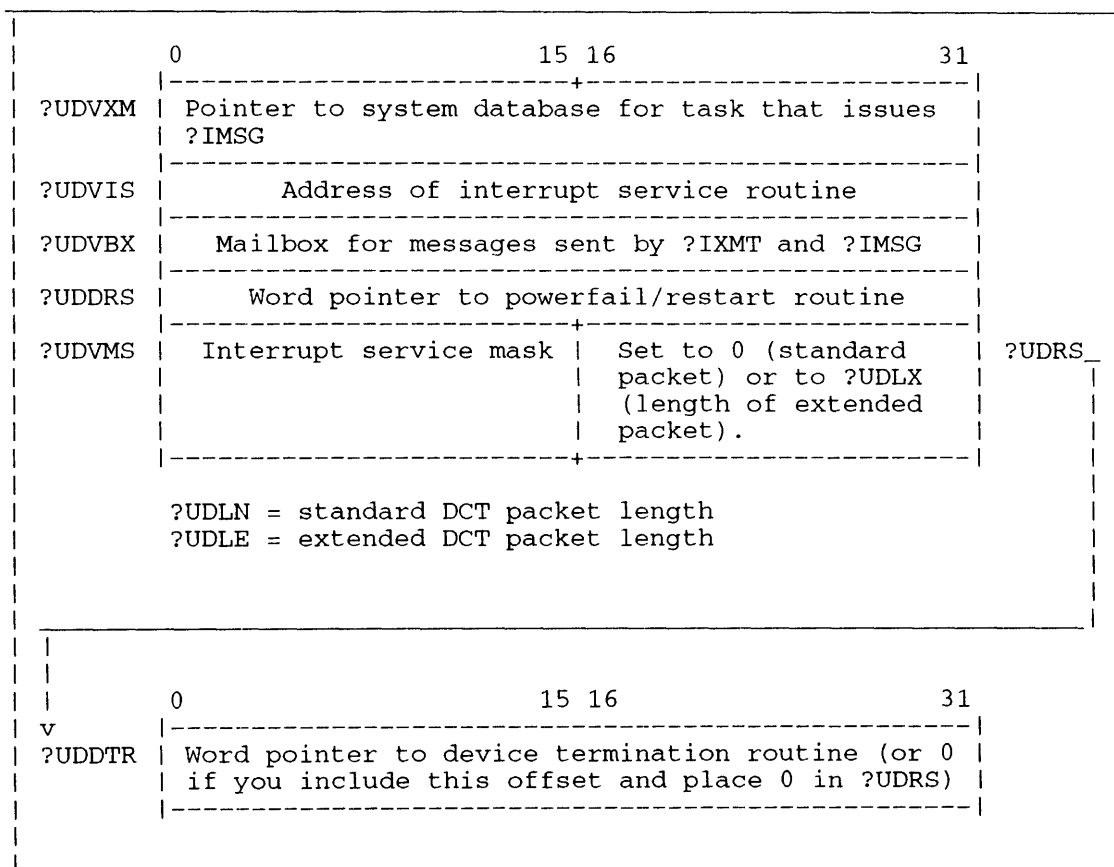 0 15 16 31
?UDVXM Pointer to system database for task that issues
?IMSG
?UDVIS Address of interrupt service routine
?UDVBX Mailbox for messages sent by ?IXMT and ?IMSG
?UDDRS Word pointer to powerfail/restart routine
?UDVMS Interrupt service mask Set to 0 (standard ?UDRS_
packet) or to ?UDLX
(length of extended
packet).
?UDLN = standard DCT packet length
?UDLE = extended DCT packet length
0 15 16 31
v
?UDDTR Word pointer to device termination routine (or 0
if you include this offset and place 0 in ?UDRS)